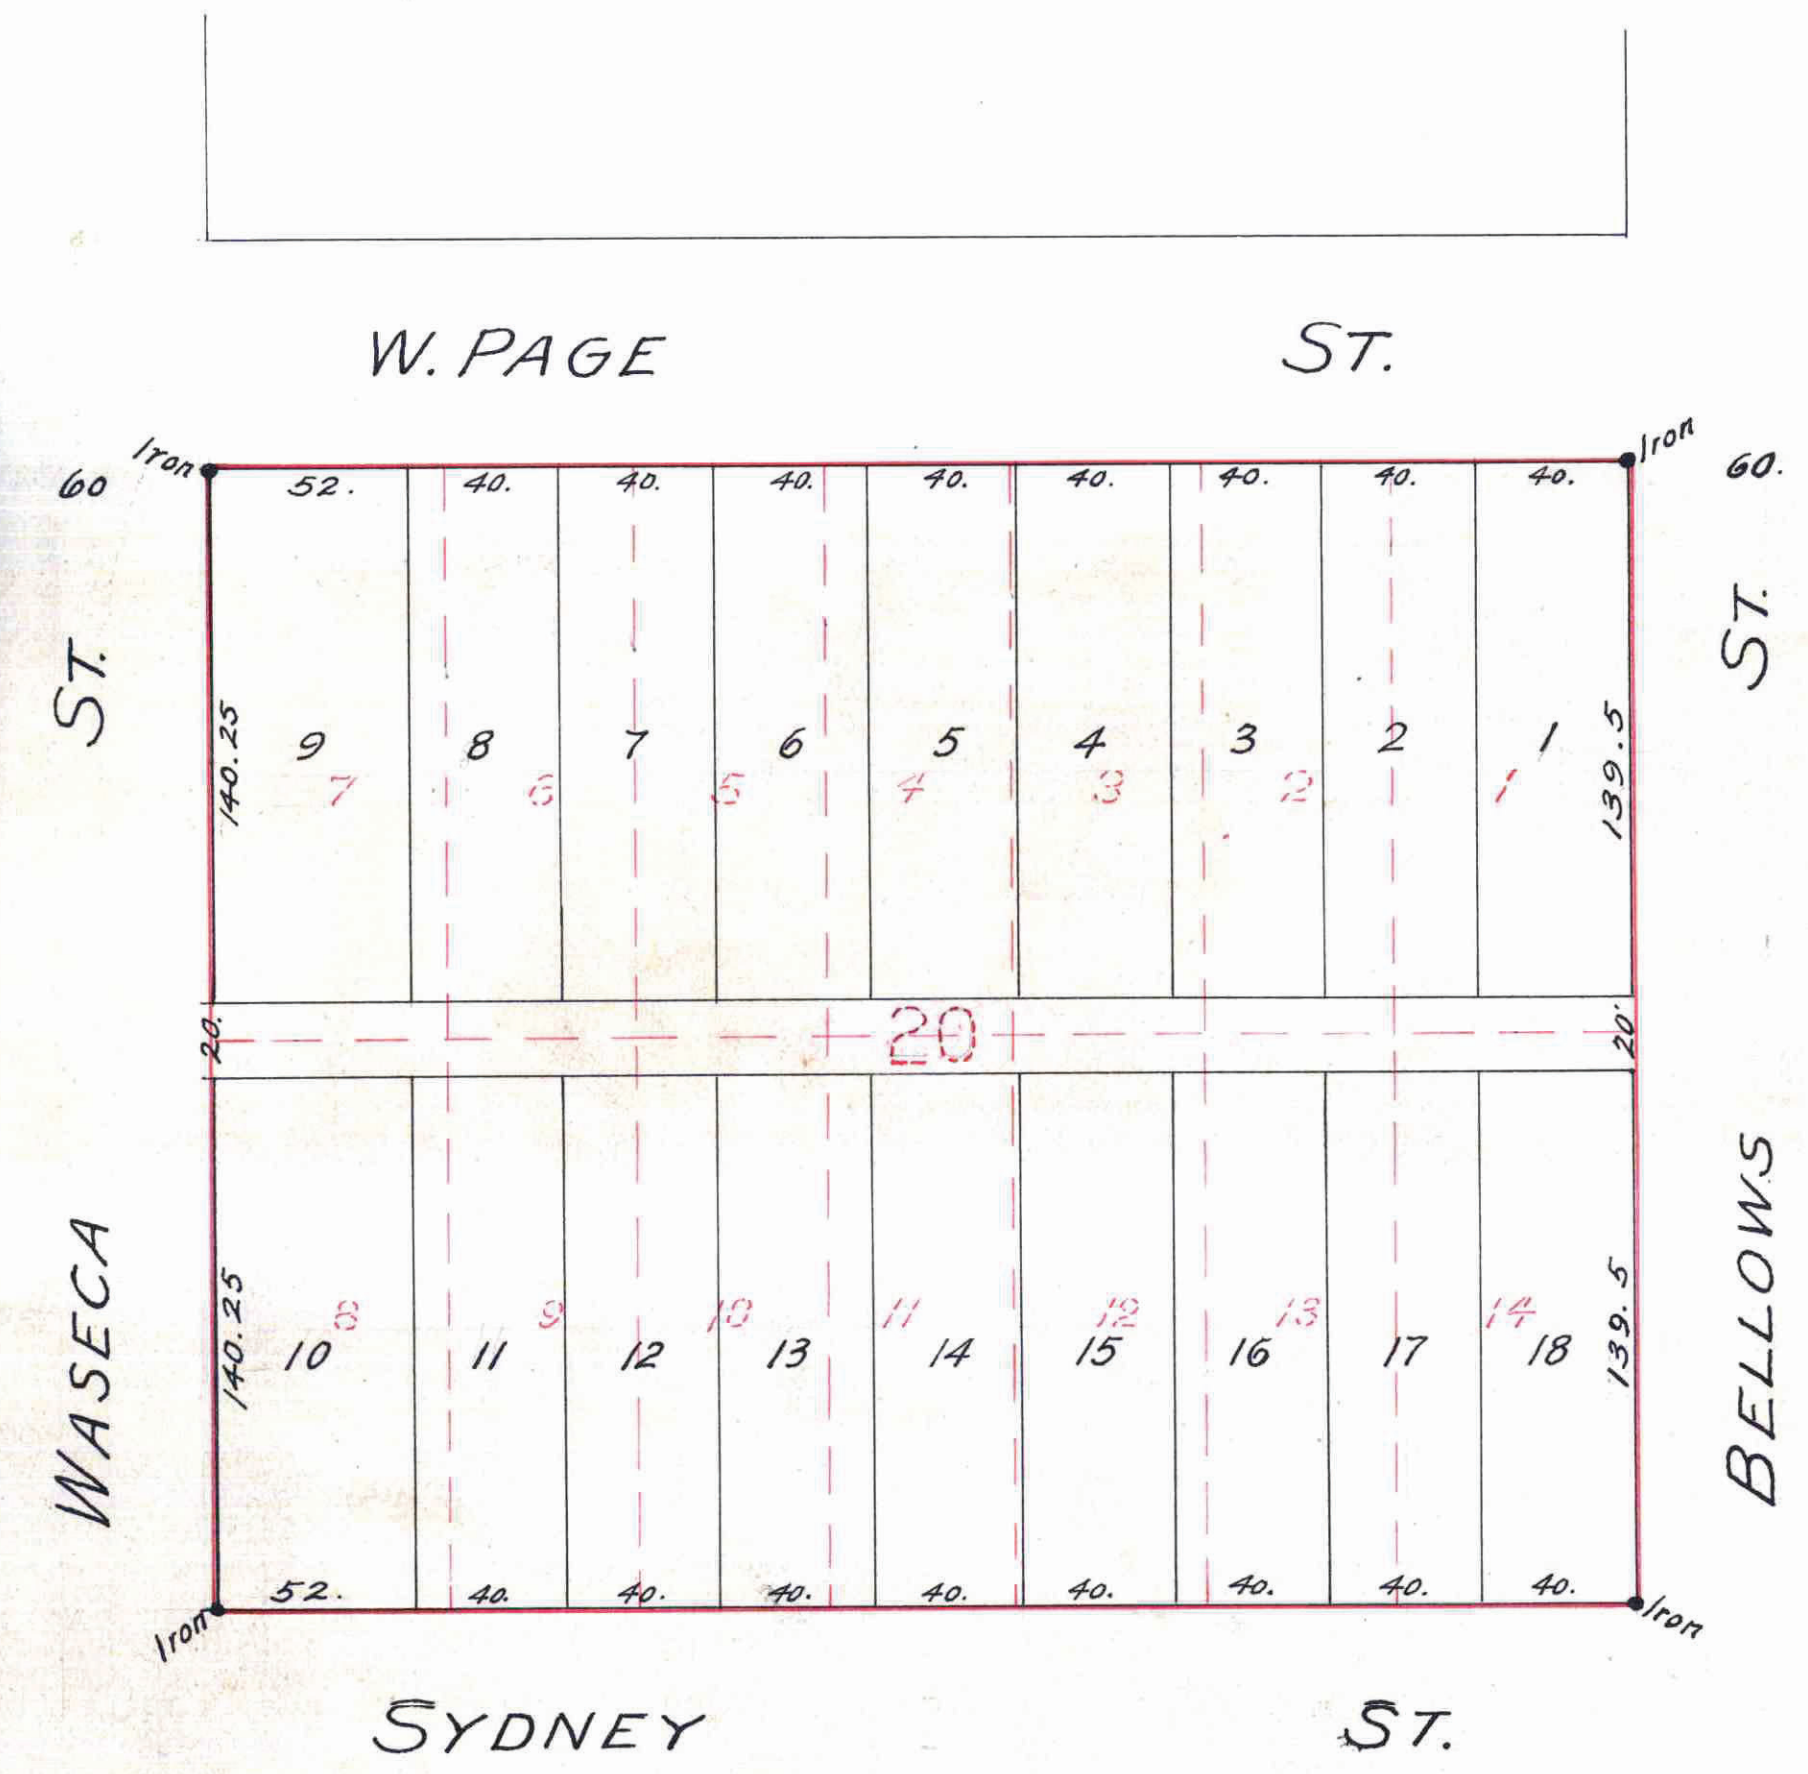 W. PAGE ST.
Iron Iron
60 52. 40. 40. 40. 40. 40. 40. 40. 40. 60.
ST. ST.
140.25 9 8 7 6 5 4 3 2 1 139.5
7 6 5 4 3 2 1
20. 20 20'
WASECA BELLOWS
140.25 139.5
8 9 10 11 12 13 14
10 11 12 13 14 15 16 17 18
52. 40. 40. 40. 40. 40. 40. 40. 40.
Iron Iron
SYDNEY ST.